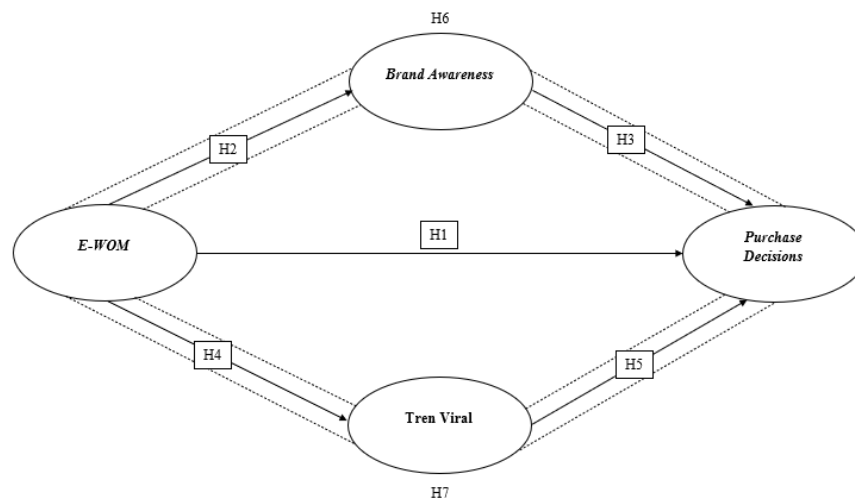 H6
Brand Awareness
H2
H3
E-WOM
H1
Purchase
Decisions
H4
H5
Tren Viral
H7